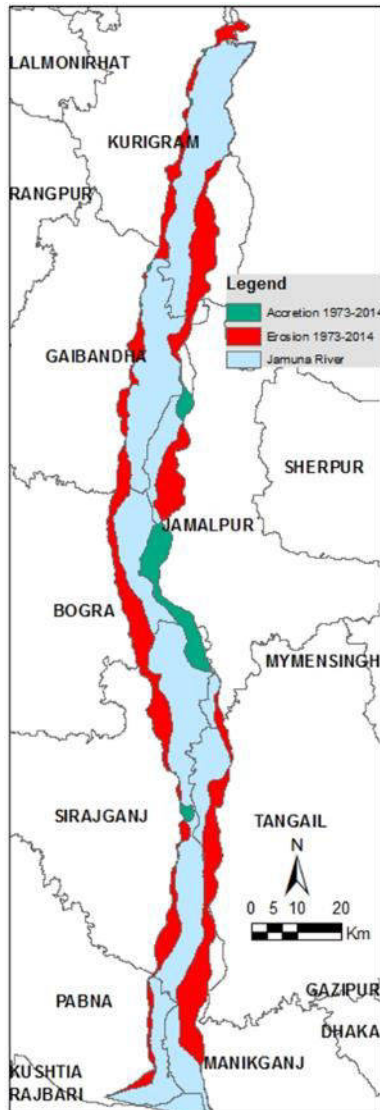 LALMONIRHAT
KURIGRAM
RANGPUR
Legend
Accretion 1973-2014
Erosion 1973-2014
Jamuna River
GAIBANDHA
SHERPUR
JAMALPUR
BOGRA
MYMENSINGH
SIRAJGANJ
TANGAIL
N
0 5 10 20
Km
PABNA
GAZIPUR
DHAKA
KUSHTIA
MANIKGANJ
RAJBARI